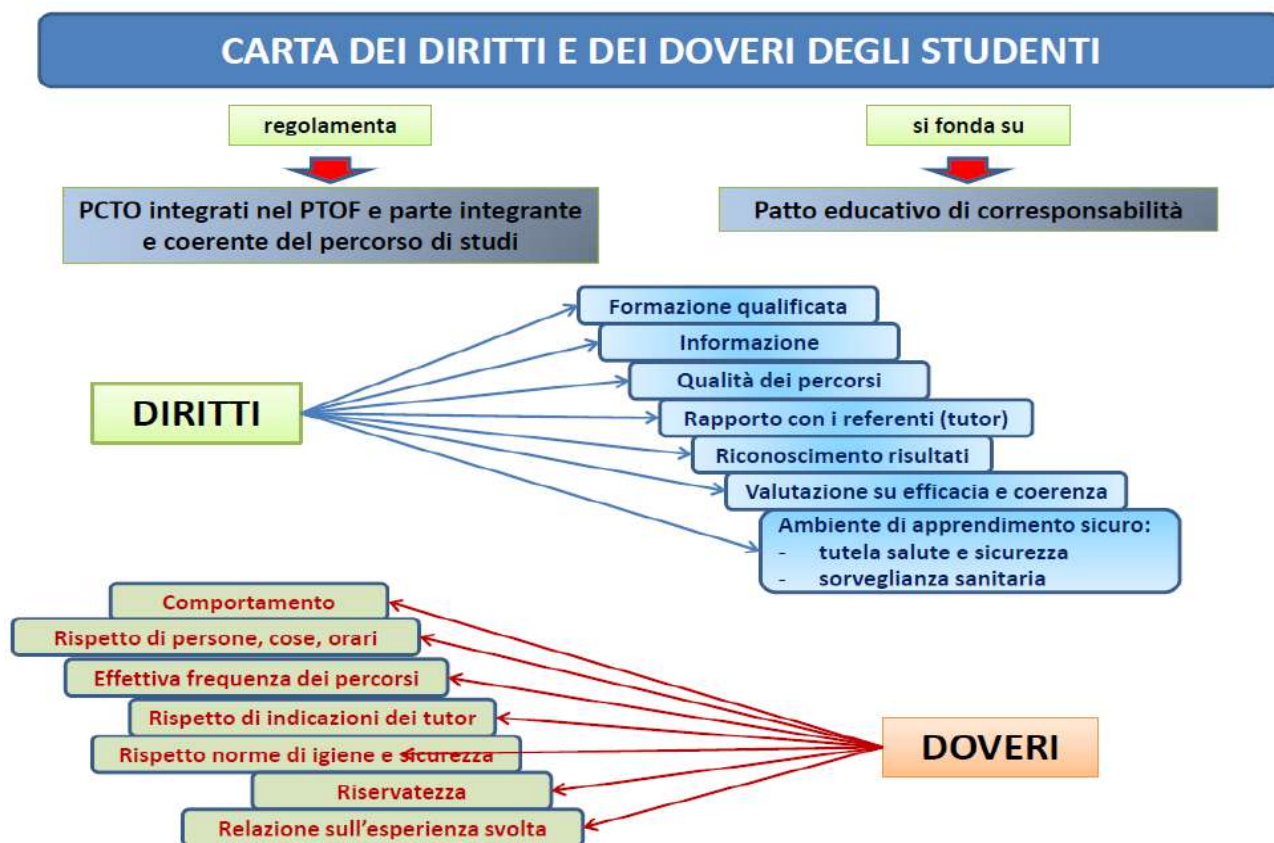 CARTA DEI DIRITTI E DEI DOVERI DEGLI STUDENTI
regolamenta
si fonda su
PCTO integrati nel PTOF e parte integrante
e coerente del percorso di studi
Patto educativo di corresponsabilità
Formazione qualificata
Informazione
Qualità dei percorsi
DIRITTI
Rapporto con i referenti (tutor)
Riconoscimento risultati
Valutazione su efficacia e coerenza
Ambiente di apprendimento sicuro:
- tutela salute e sicurezza
- sorveglianza sanitaria
Comportamento
Rispetto di persone, cose, orari
Effettiva frequenza dei percorsi
Rispetto di indicazioni dei tutor
Rispetto norme di igiene e sicurezza
DOVERI
Riservatezza
Relazione sull'esperienza svolta